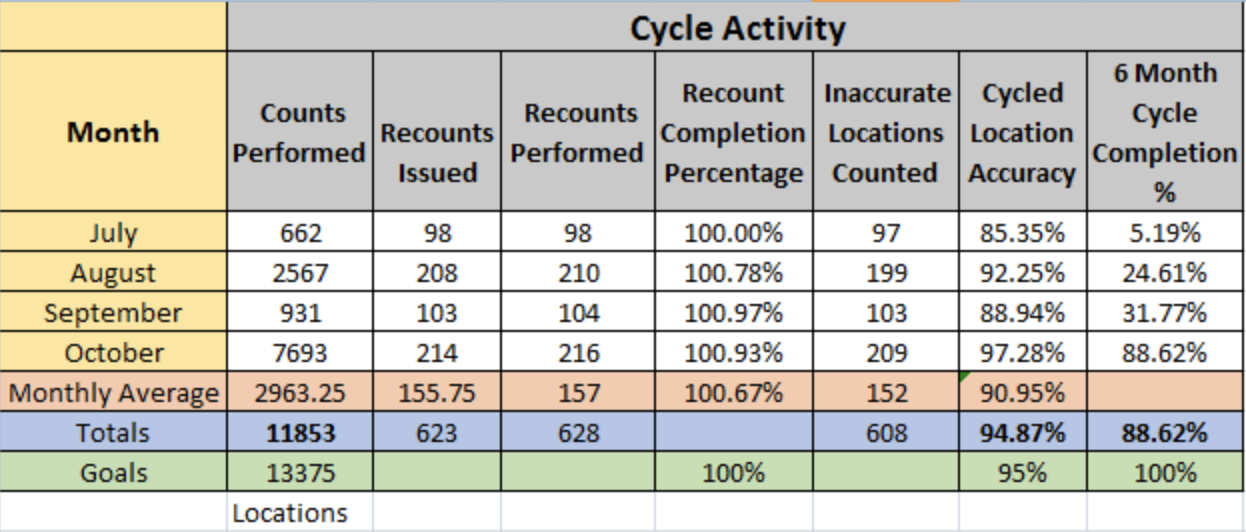 Cycle Activity
Month Counts Performed Recounts Issued Recounts Performed Recount Completion Percentage Inaccurate Locations Counted Cycled Location Accuracy 6 Month Cycle Completion %
July 662 98 98 100.00% 97 85.35% 5.19%
August 2567 208 210 100.78% 199 92.25% 24.61%
September 931 103 104 100.97% 103 88.94% 31.77%
October 7693 214 216 100.93% 209 97.28% 88.62%
Monthly Average 2963.25 155.75 157 100.67% 152 90.95%
Totals 11853 623 628 608 94.87% 88.62%
Goals 13375 100% 95% 100%
Locations